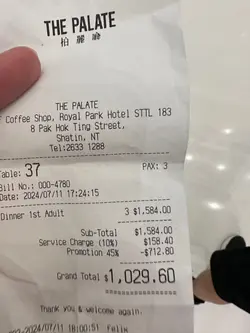 THE PALATE
柏麗廳
THE PALATE
F Coffee Shop, Royal Park Hotel STTL 183
8 Pak Hok Ting Street,
Shatin, NT
Tel:2633 1288
Table: 37 PAX: 3
Bill No.: 000-4780
Date: 2024/07/11 17:24:15
Dinner 1st Adult 3 $1,584.00
Sub-Total $1,584.00
Service Charge (10%) $158.40
Promotion 45% -$712.80
Grand Total $1,029.60
Thank you & welcome again.
2024/07/11 18:00:51 Felix